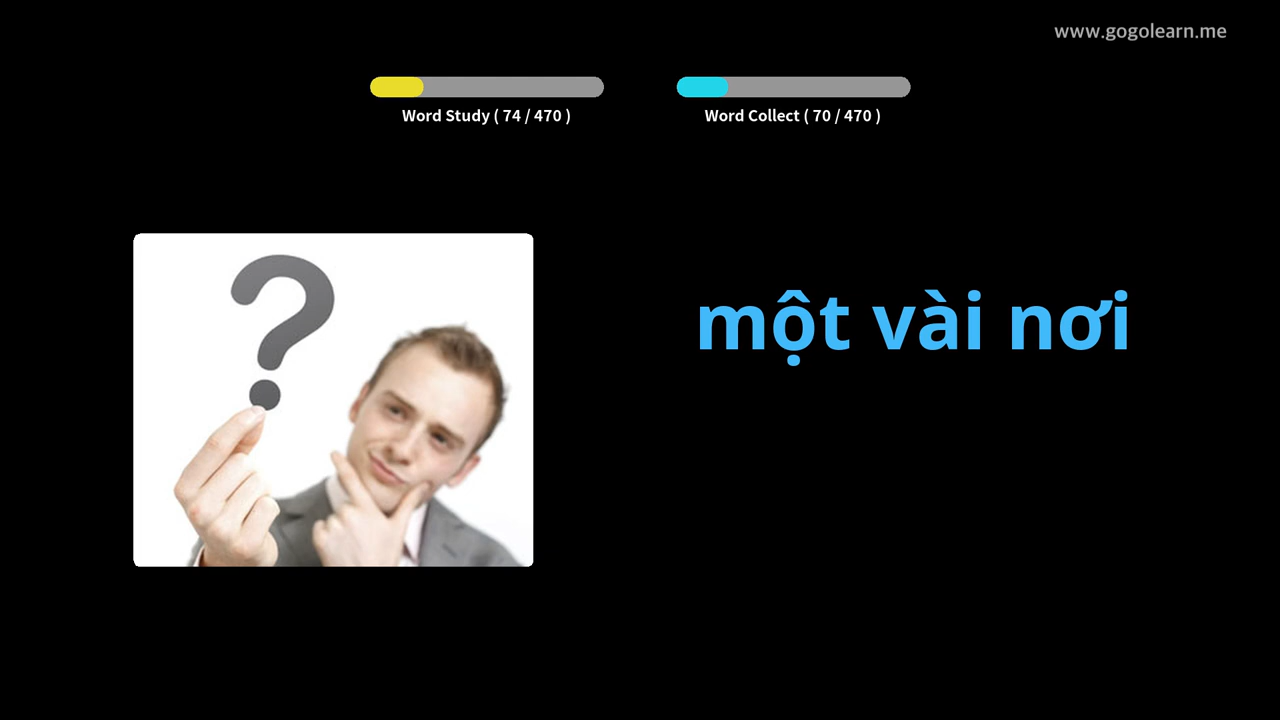 www.gogolearn.me
Word Study ( 74 / 470 )
Word Collect ( 70 / 470 )
?
một vài nơi